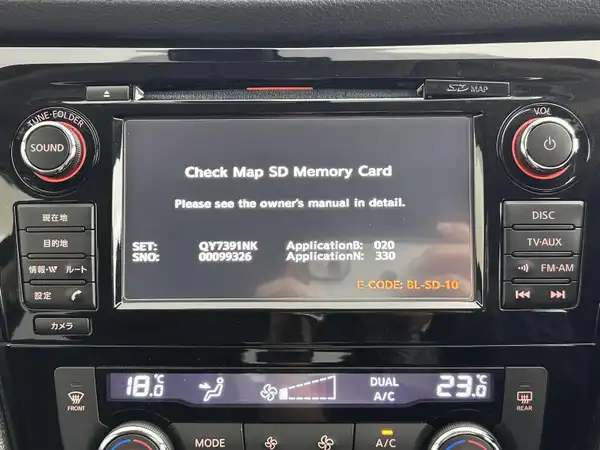 SD MAP
TUNE・FOLDER
SOUND
VOL
Check Map SD Memory Card
Please see the owner's manual in detail.
SET: QY7391NK ApplicationB: 020
SNO: 00099326 ApplicationN: 330
E-CODE: BL-SD-10
現在地
目的地
情報・W ルート
設定
カメラ
DISC
TV・AUX
FM・AM
18.0 ℃
DUAL
A/C
23.0 ℃
FRONT
REAR
MODE
A/C